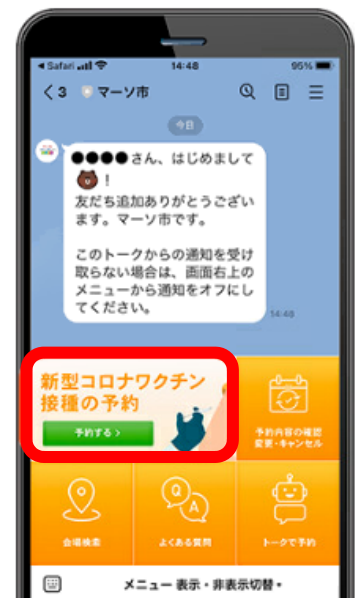 Safari
14:48
95%
3 マーソ市
今日
●●●●さん、はじめまして
!
友だち追加ありがとうござい
ます。マーソ市です。
このトークからの通知を受け
取らない場合は、画面右上の
メニューから通知をオフにし
てください。
14:48
新型コロナワクチン
接種の予約
予約する >
予約内容の確認
変更・キャンセル
会場検索
Q
A
よくある質問
トークで予約
メニュー 表示・非表示切替